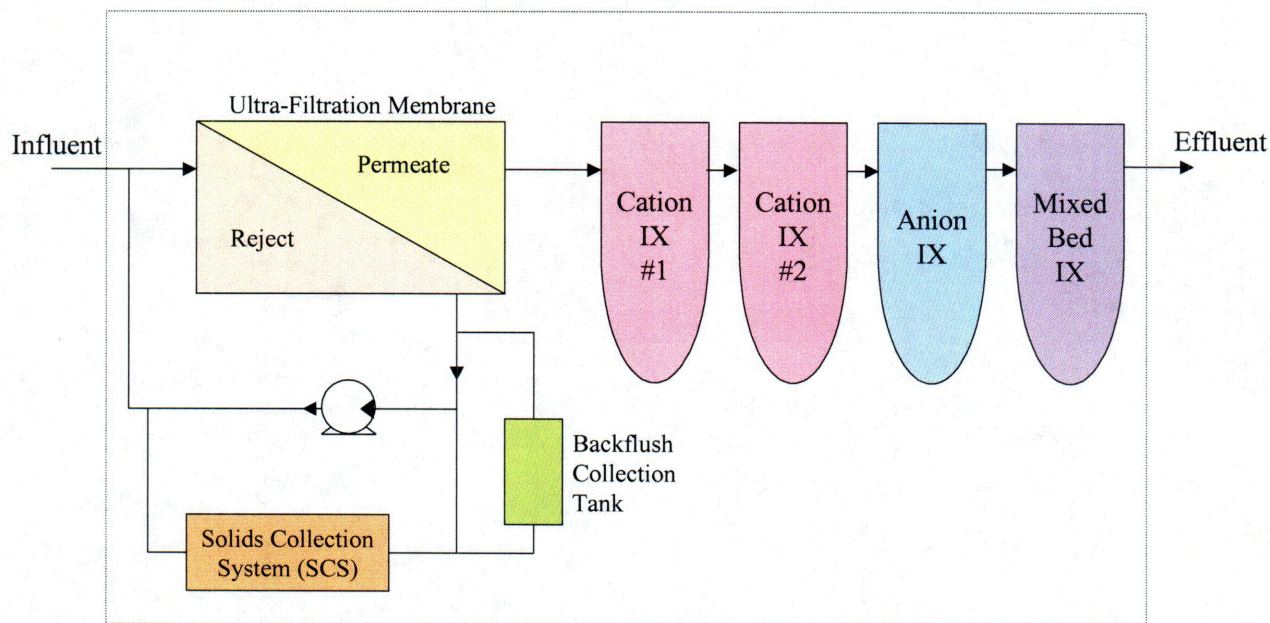 Ultra-Filtration Membrane
Influent
Permeate
Reject
Cation
IX
#1
Cation
IX
#2
Anion
IX
Mixed
Bed
IX
Effluent
Backflush
Collection
Tank
Solids Collection
System (SCS)